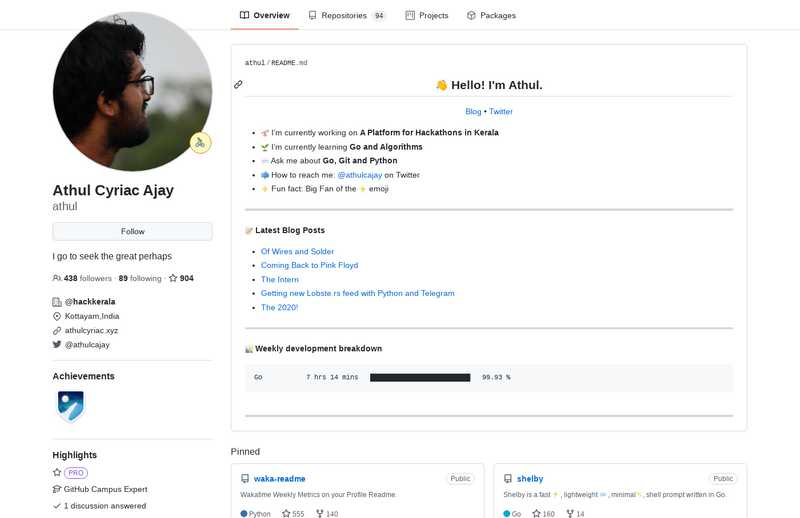 Overview
Repositories 94
Projects
Packages
Athul Cyriac Ajay
athul
Follow
I go to seek the great perhaps
438 followers · 89 following · 904
@hackkerala
Kottayam,India
athulcyriac.xyz
@athulcajay
Achievements
Highlights
PRO
GitHub Campus Expert
1 discussion answered
athul/README.md
👋 Hello! I'm Athul.
Blog • Twitter
I'm currently working on A Platform for Hackathons in Kerala
🌱 I'm currently learning Go and Algorithms
💬 Ask me about Go, Git and Python
📫 How to reach me: @athulcajay on Twitter
⚡ Fun fact: Big Fan of the ⚡ emoji
📝 Latest Blog Posts
Of Wires and Solder
Coming Back to Pink Floyd
The Intern
Getting new Lobste.rs feed with Python and Telegram
The 2020!
📊 Weekly development breakdown
Go 7 hrs 14 mins 99.93 %
Pinned
waka-readme Public
Wakatime Weekly Metrics on your Profile Readme.
Python 555 140
shelby Public
Shelby is a fast ⚡, lightweight, minimal, shell prompt written in Go.
Go 160 14